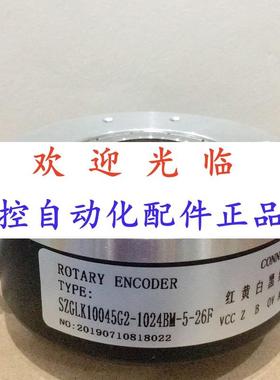 欢迎光临
控自动化配件正品
ROTARY ENCODER
TYPE:
SZGLK10045G2-1024BM-5-26F
NO:20190710818022
CONN
红 黄 白 黑
VCC Z B 0V